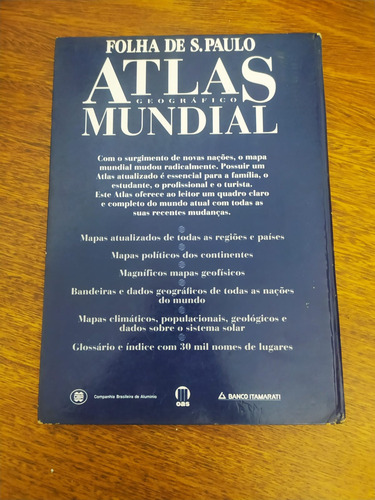 FOLHA DE S.PAULO
ATLAS
GEOGRÁFICO
MUNDIAL
Com o surgimento de novas nações, o mapa
mundial mudou radicalmente. Possuir um
Atlas atualizado é essencial para a família, o
estudante, o profissional e o turista.
Este Atlas oferece ao leitor um quadro claro
e completo do mundo atual com todas as
suas recentes mudanças.
Mapas atualizados de todas as regiões e países
Mapas políticos dos continentes
Magníficos mapas geofísicos
Bandeiras e dados geográficos de todas as nações
do mundo
Mapas climáticos, populacionais, geológicos e
dados sobre o sistema solar
Glossário e índice com 30 mil nomes de lugares
Companhia Brasileira de Alumínio
oas
BANCO ITAMARATI